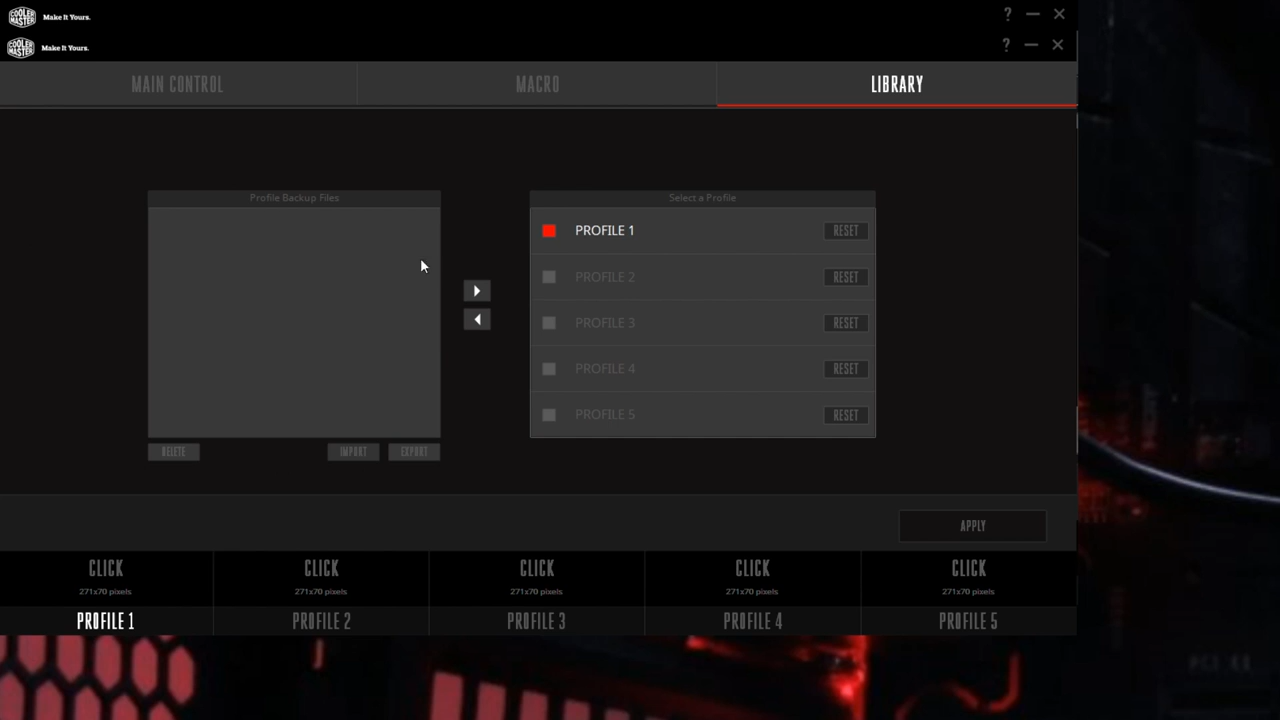 COOLER MASTER Make It Yours. ?
COOLER MASTER Make It Yours. ?
MAIN CONTROL MACRO LIBRARY
Profile Backup Files Select a Profile
PROFILE 1 RESET
PROFILE 2 RESET
PROFILE 3 RESET
PROFILE 4 RESET
PROFILE 5 RESET
DELETE IMPORT EXPORT
APPLY
CLICK CLICK CLICK CLICK CLICK
271x70 pixels 271x70 pixels 271x70 pixels 271x70 pixels 271x70 pixels
PROFILE 1 PROFILE 2 PROFILE 3 PROFILE 4 PROFILE 5